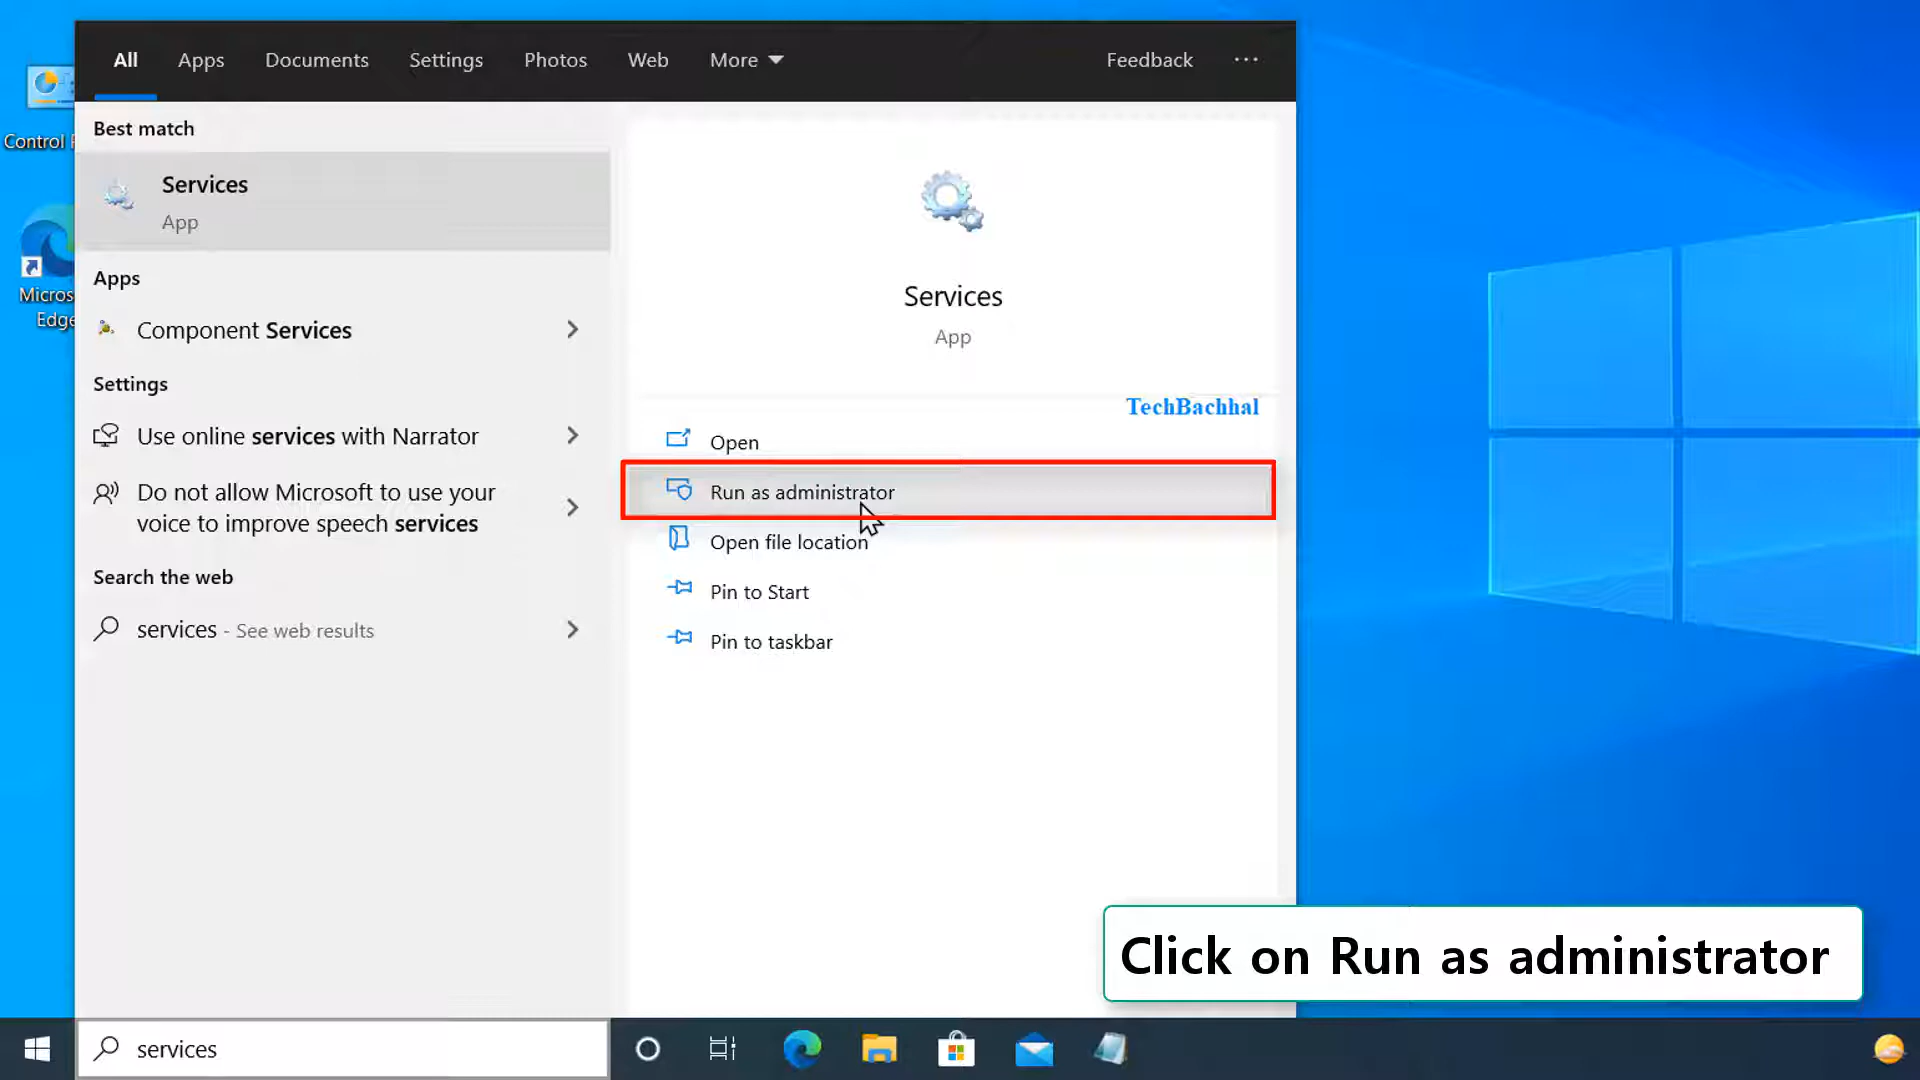 All Apps Documents Settings Photos Web More Feedback
Control
Microś
Edge
Best match
Services
App
Apps
Component Services
Settings
Use online services with Narrator
Do not allow Microsoft to use your
voice to improve speech services
Search the web
services - See web results
Services
App
TechBachhal
Open
Run as administrator
Open file location
Pin to Start
Pin to taskbar
Click on Run as administrator
services